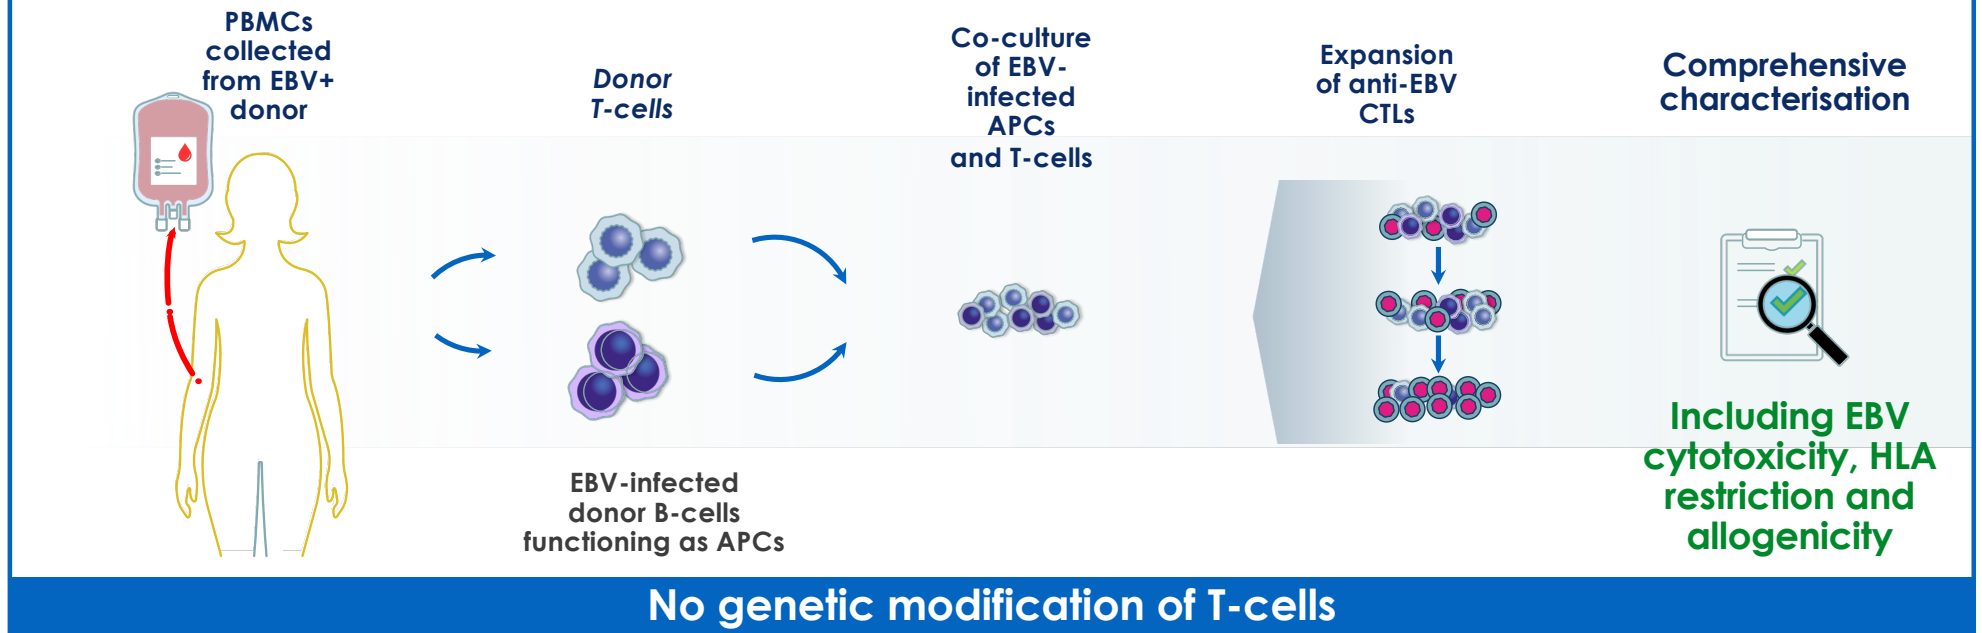 PBMCs
collected
from EBV+
donor
Donor
T-cells
EBV-infected
donor B-cells
functioning as APCs
Co-culture
of EBV-
infected
APCs
and T-cells
Expansion
of anti-EBV
CTLs
Comprehensive
characterisation
Including EBV
cytotoxicity, HLA
restriction and
allogenicity
No genetic modification of T-cells